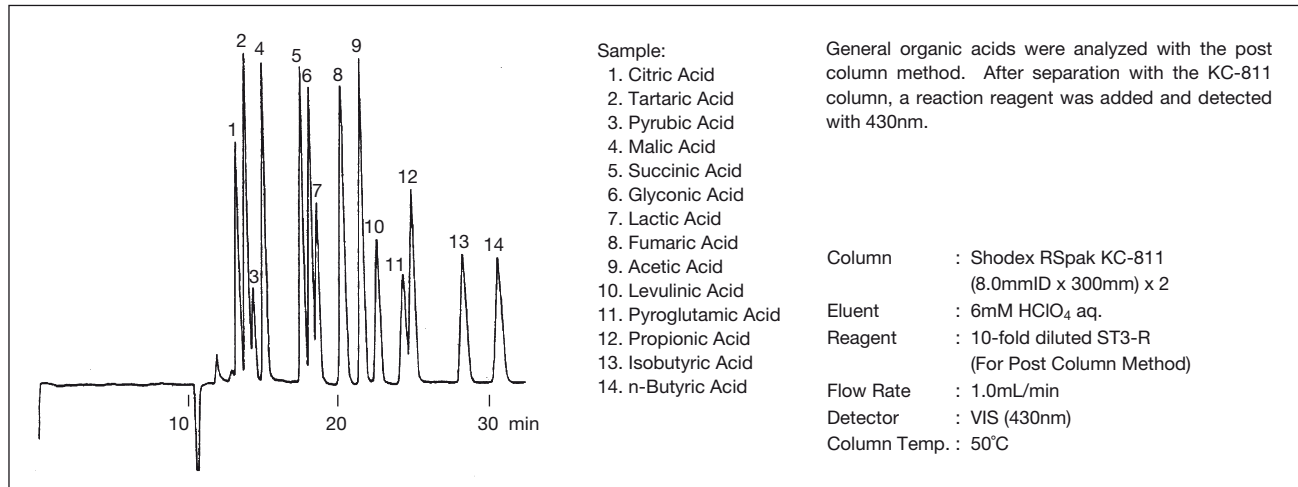 2
4
5
6
8
9
1
3
7
10
11
12
13
14
10
20
30 min
Sample:
1. Citric Acid
2. Tartaric Acid
3. Pyrubic Acid
4. Malic Acid
5. Succinic Acid
6. Glyconic Acid
7. Lactic Acid
8. Fumaric Acid
9. Acetic Acid
10. Levulinic Acid
11. Pyroglutamic Acid
12. Propionic Acid
13. Isobutyric Acid
14. n-Butyric Acid
General organic acids were analyzed with the post
column method. After separation with the KC-811
column, a reaction reagent was added and detected
with 430nm.
Column : Shodex RSpak KC-811
(8.0mmID x 300mm) x 2
Eluent : 6mM HClO₄ aq.
Reagent : 10-fold diluted ST3-R
(For Post Column Method)
Flow Rate : 1.0mL/min
Detector : VIS (430nm)
Column Temp. : 50°C